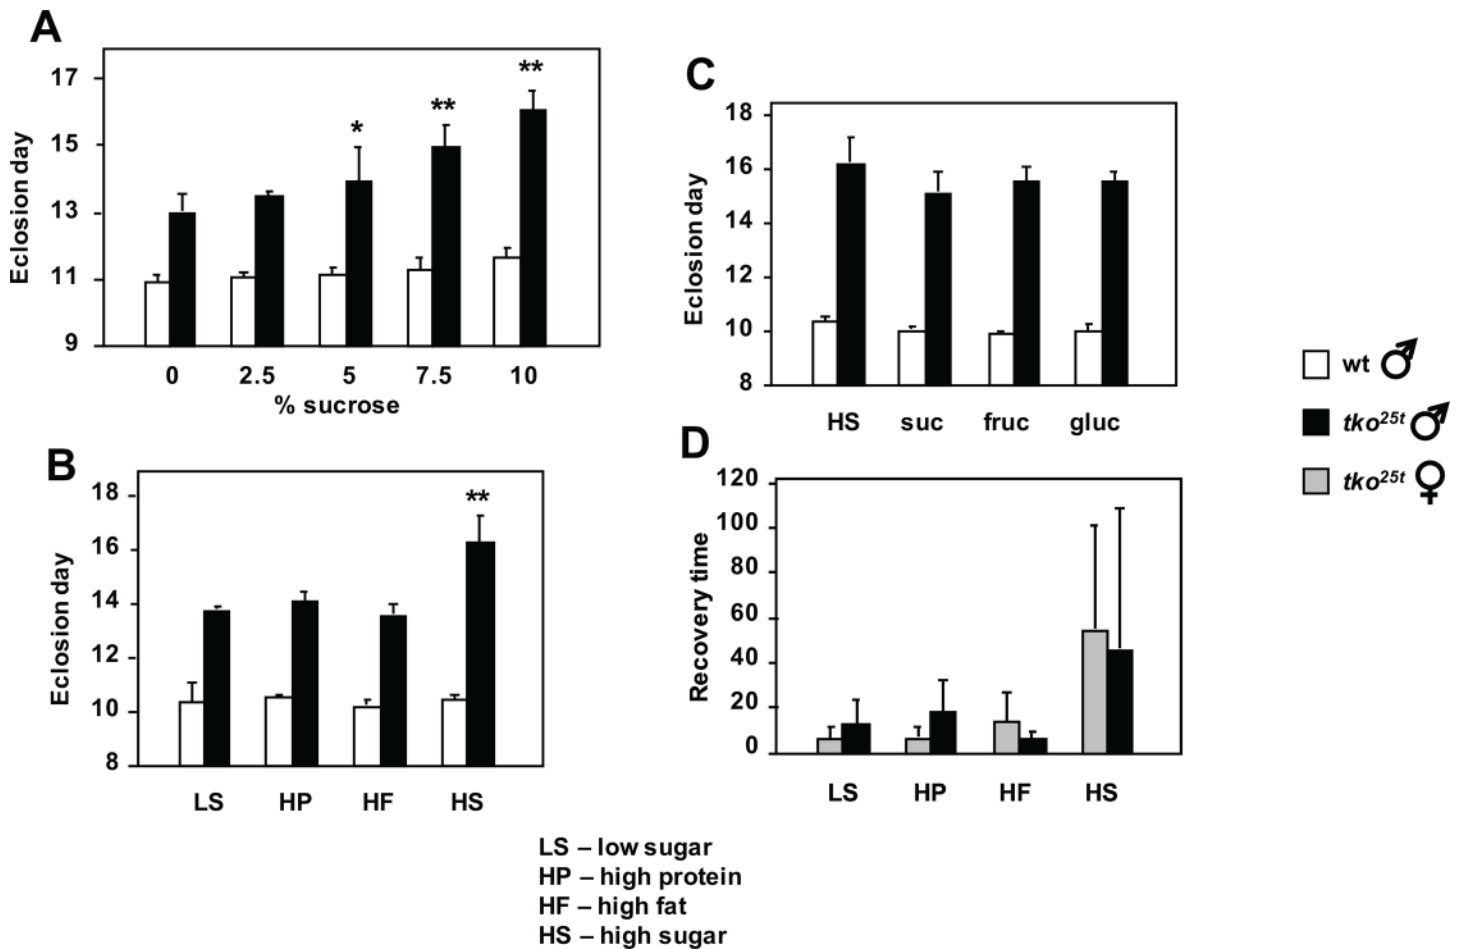 A
17
15
13
11
9
Eclosion day
* ** **
0 2.5 5 7.5 10
% sucrose
B
18
16
14
12
10
8
Eclosion day
**
LS HP HF HS
C
18
16
14
12
10
8
Eclosion day
HS suc fruc gluc
D
120
100
80
60
40
20
0
Recovery time
LS HP HF HS
wt ♂
tko25t ♂
tko25t ♀
LS – low sugar
HP – high protein
HF – high fat
HS – high sugar